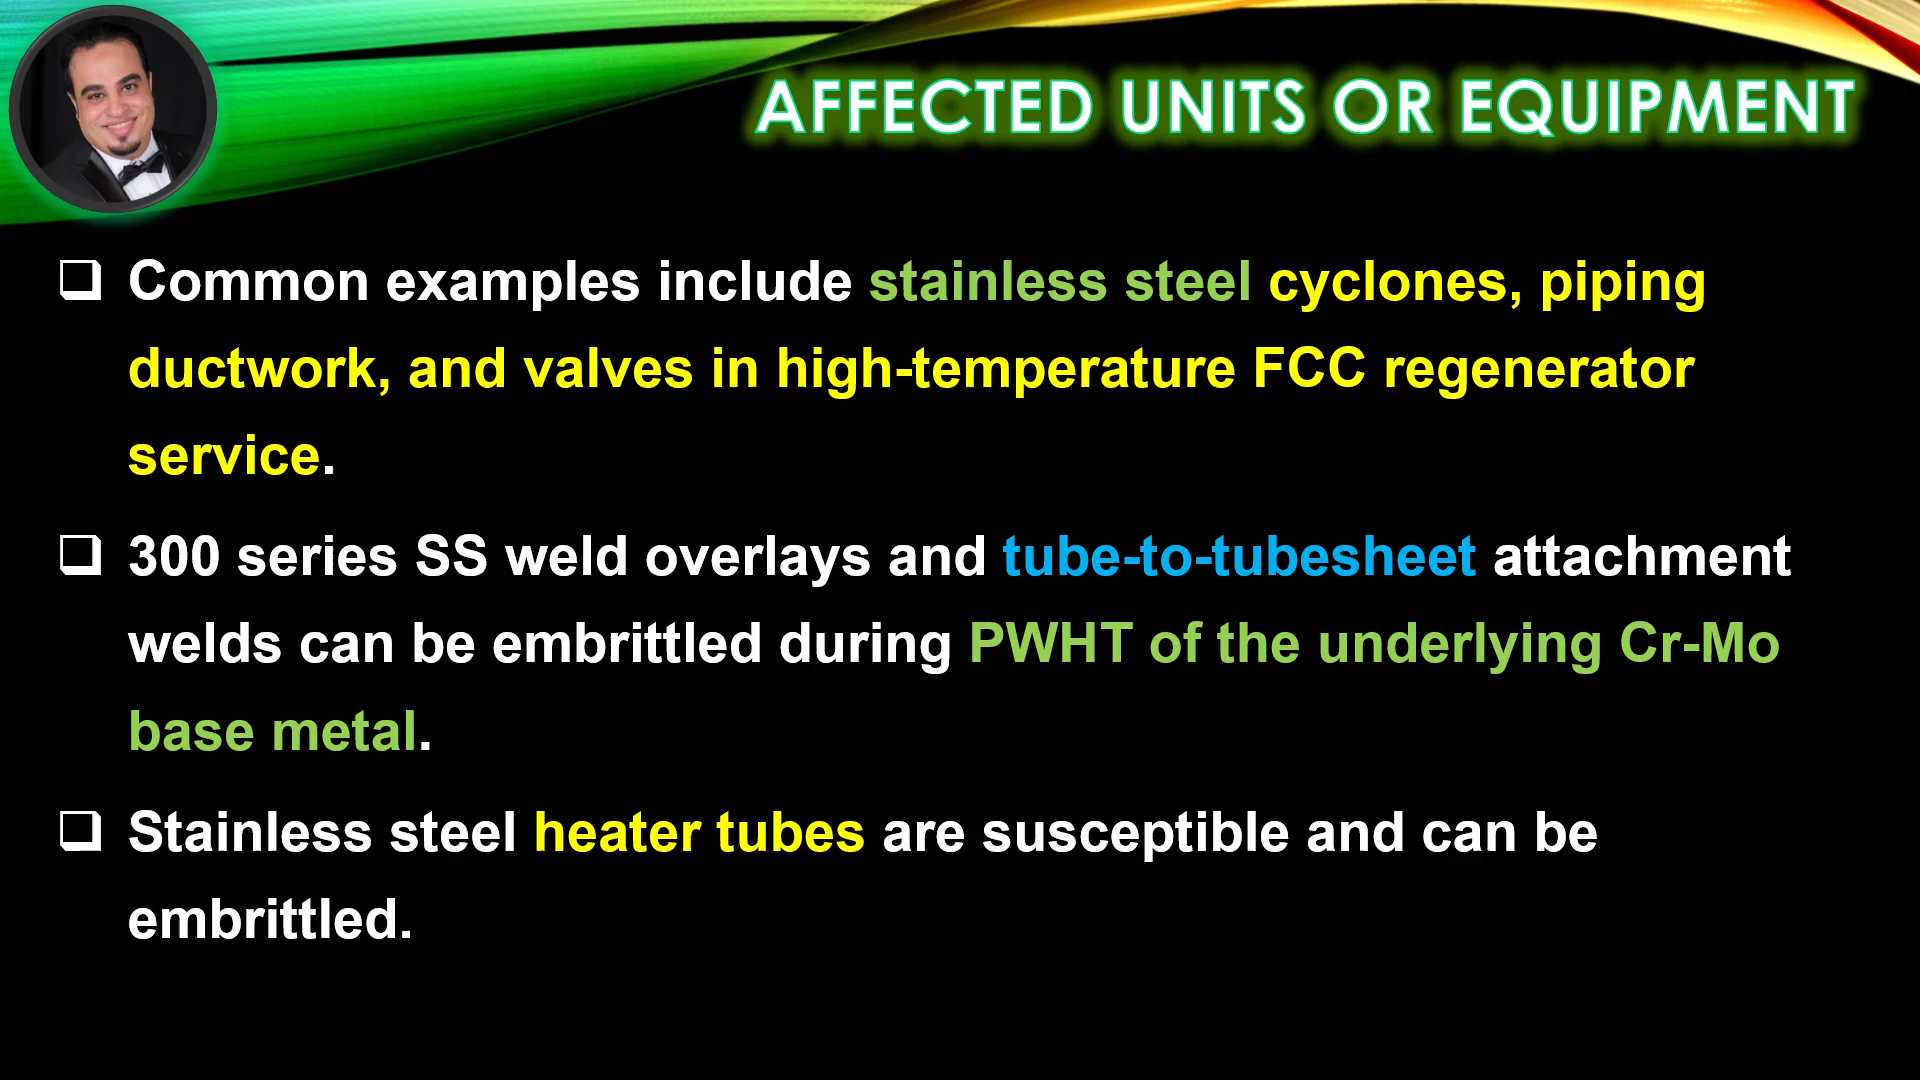 AFFECTED UNITS OR EQUIPMENT
❑ Common examples include stainless steel cyclones, piping
ductwork, and valves in high-temperature FCC regenerator
service.
❑ 300 series SS weld overlays and tube-to-tubesheet attachment
welds can be embrittled during PWHT of the underlying Cr-Mo
base metal.
❑ Stainless steel heater tubes are susceptible and can be
embrittled.